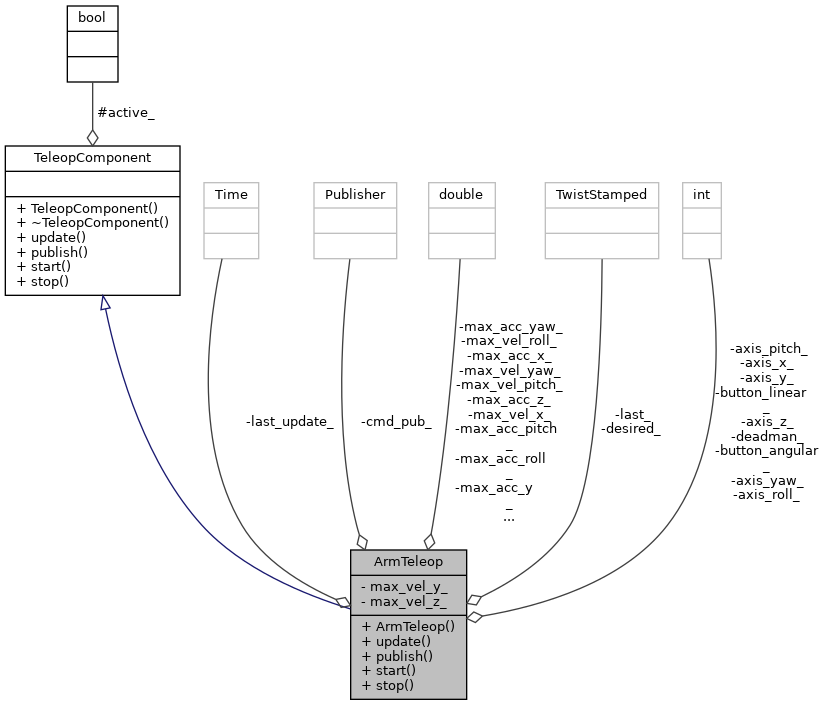 bool
#active_
TeleopComponent
+ TeleopComponent()
+ ~TeleopComponent()
+ update()
+ publish()
+ start()
+ stop()
Time
Publisher
double
TwistStamped
int
-last_update_
-cmd_pub_
-max_acc_yaw_
-max_vel_roll_
-max_acc_x_
-max_vel_yaw_
-max_vel_pitch_
-max_acc_z_
-max_vel_x_
-max_acc_pitch
_
-max_acc_roll
_
-max_acc_y
_
...
-last_
-desired_
-axis_pitch_
-axis_x_
-axis_y_
-button_linear
_
-axis_z_
-deadman_
-button_angular
_
-axis_yaw_
-axis_roll_
ArmTeleop
- max_vel_y_
- max_vel_z_
+ ArmTeleop()
+ update()
+ publish()
+ start()
+ stop()